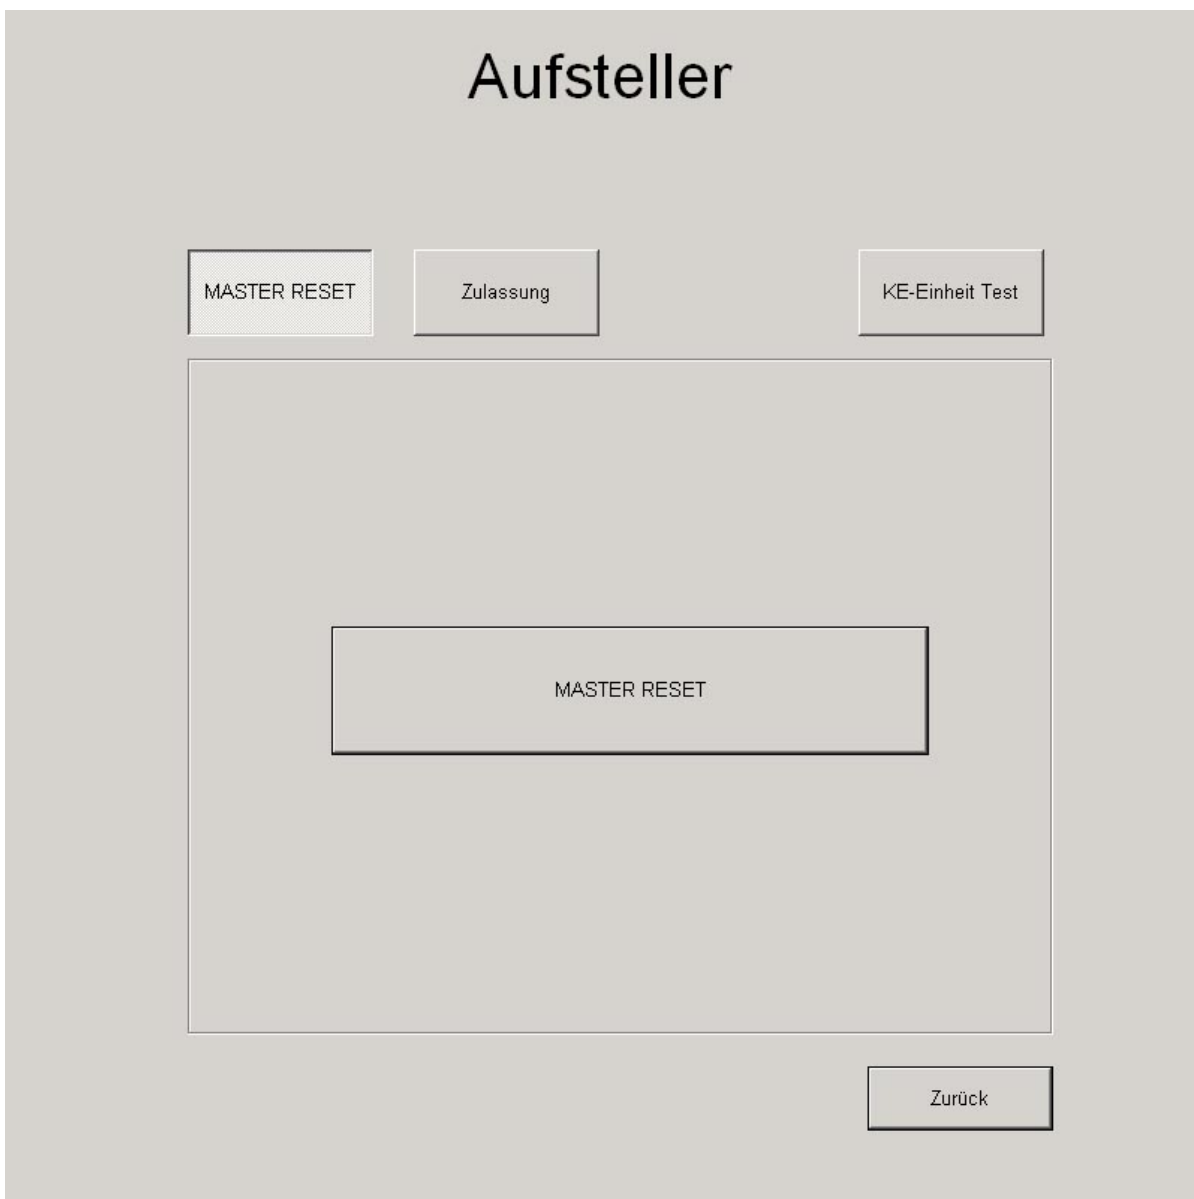 Aufsteller
MASTER RESET
Zulassung
KE-Einheit Test
MASTER RESET
Zurück